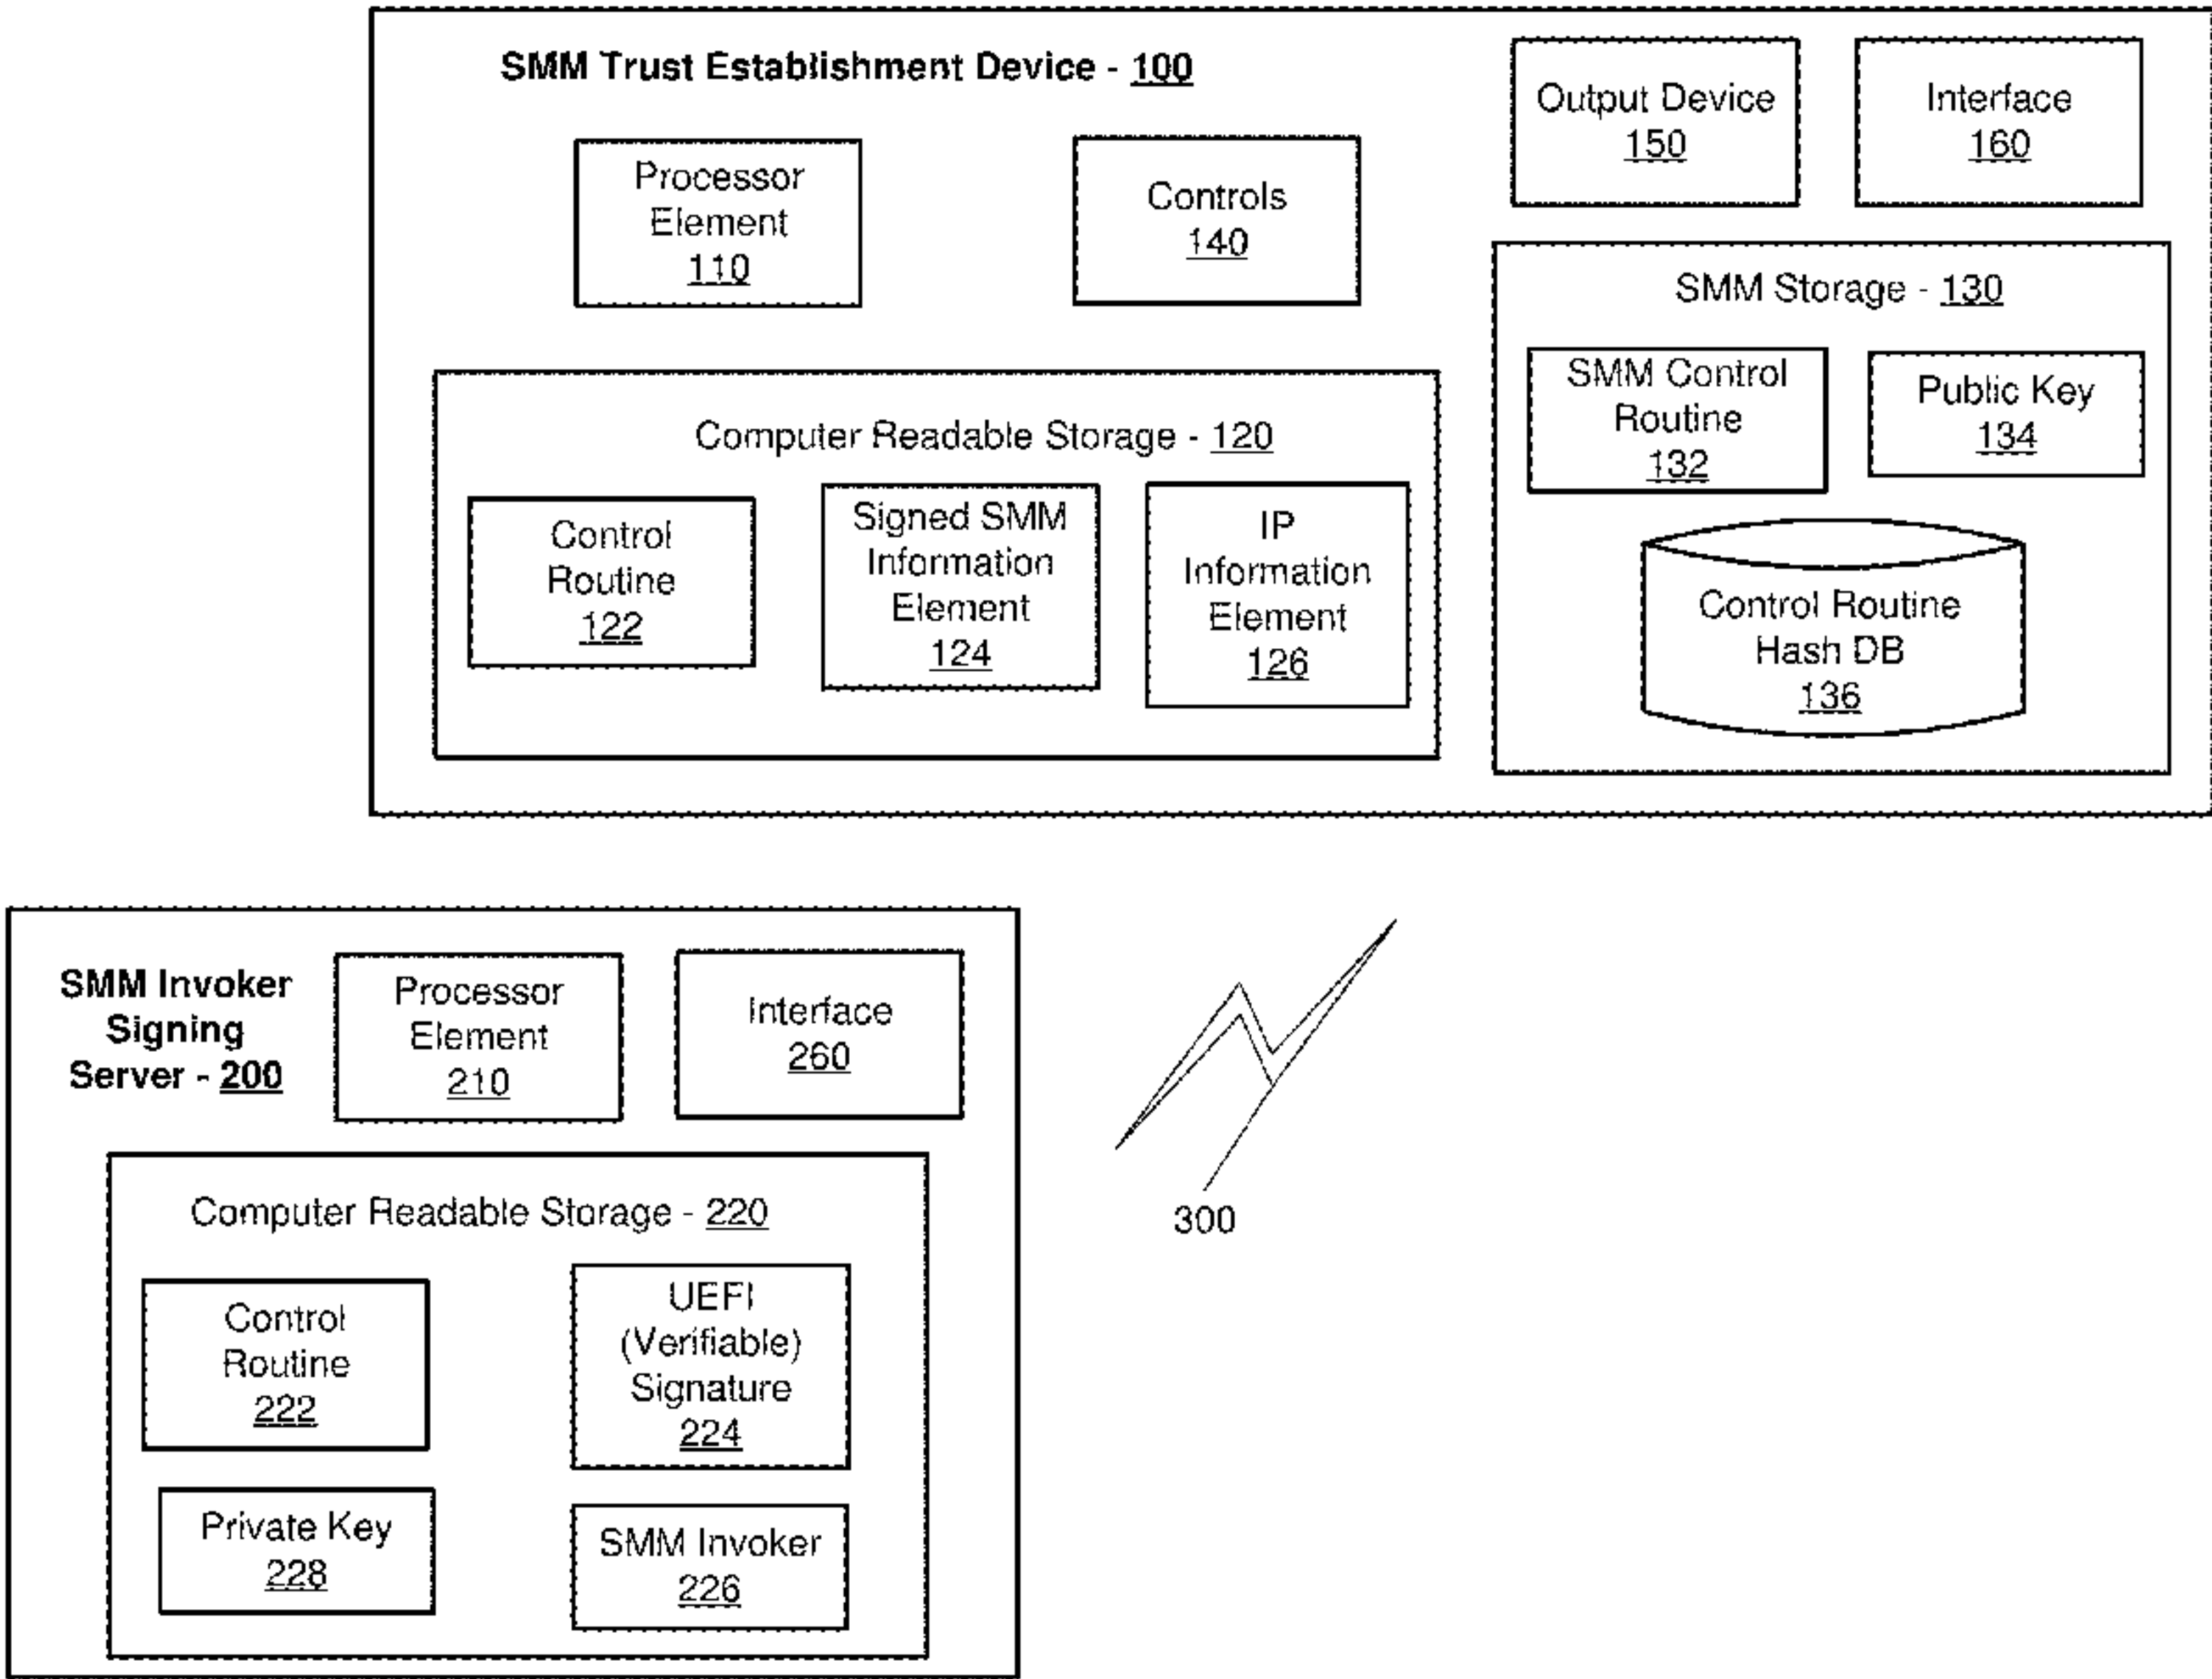 SMM Trust Establishment Device - 100
Output Device
150
Interface
160
Processor
Element
110
Controls
140
SMM Storage - 130
SMM Control
Routine
132
Public Key
134
Control Routine
Hash DB
136
Computer Readable Storage - 120
Control
Routine
122
Signed SMM
Information
Element
124
IP
Information
Element
126
SMM Invoker
Signing
Server - 200
Processor
Element
210
Interface
260
Computer Readable Storage - 220
Control
Routine
222
UEFI
(Verifiable)
Signature
224
Private Key
228
SMM Invoker
226
300